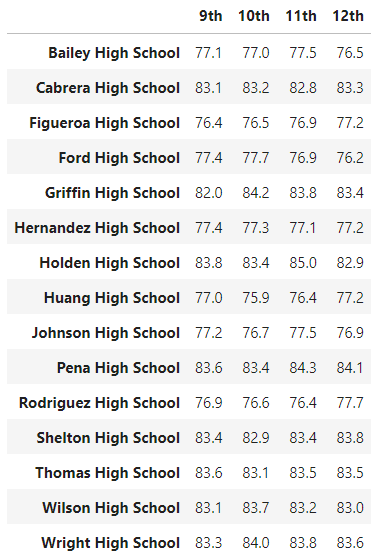 9th 10th 11th 12th
Bailey High School 77.1 77.0 77.5 76.5
Cabrera High School 83.1 83.2 82.8 83.3
Figueroa High School 76.4 76.5 76.9 77.2
Ford High School 77.4 77.7 76.9 76.2
Griffin High School 82.0 84.2 83.8 83.4
Hernandez High School 77.4 77.3 77.1 77.2
Holden High School 83.8 83.4 85.0 82.9
Huang High School 77.0 75.9 76.4 77.2
Johnson High School 77.2 76.7 77.5 76.9
Pena High School 83.6 83.4 84.3 84.1
Rodriguez High School 76.9 76.6 76.4 77.7
Shelton High School 83.4 82.9 83.4 83.8
Thomas High School 83.6 83.1 83.5 83.5
Wilson High School 83.1 83.7 83.2 83.0
Wright High School 83.3 84.0 83.8 83.6